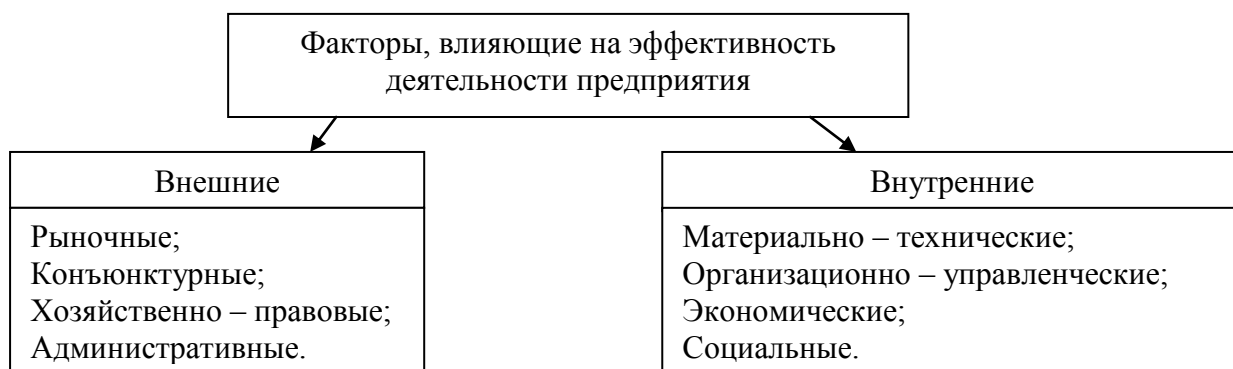 Факторы, влияющие на эффективность
деятельности предприятия
Внешние
Рыночные;
Конъюнктурные;
Хозяйственно – правовые;
Административные.
Внутренние
Материально – технические;
Организационно – управленческие;
Экономические;
Социальные.